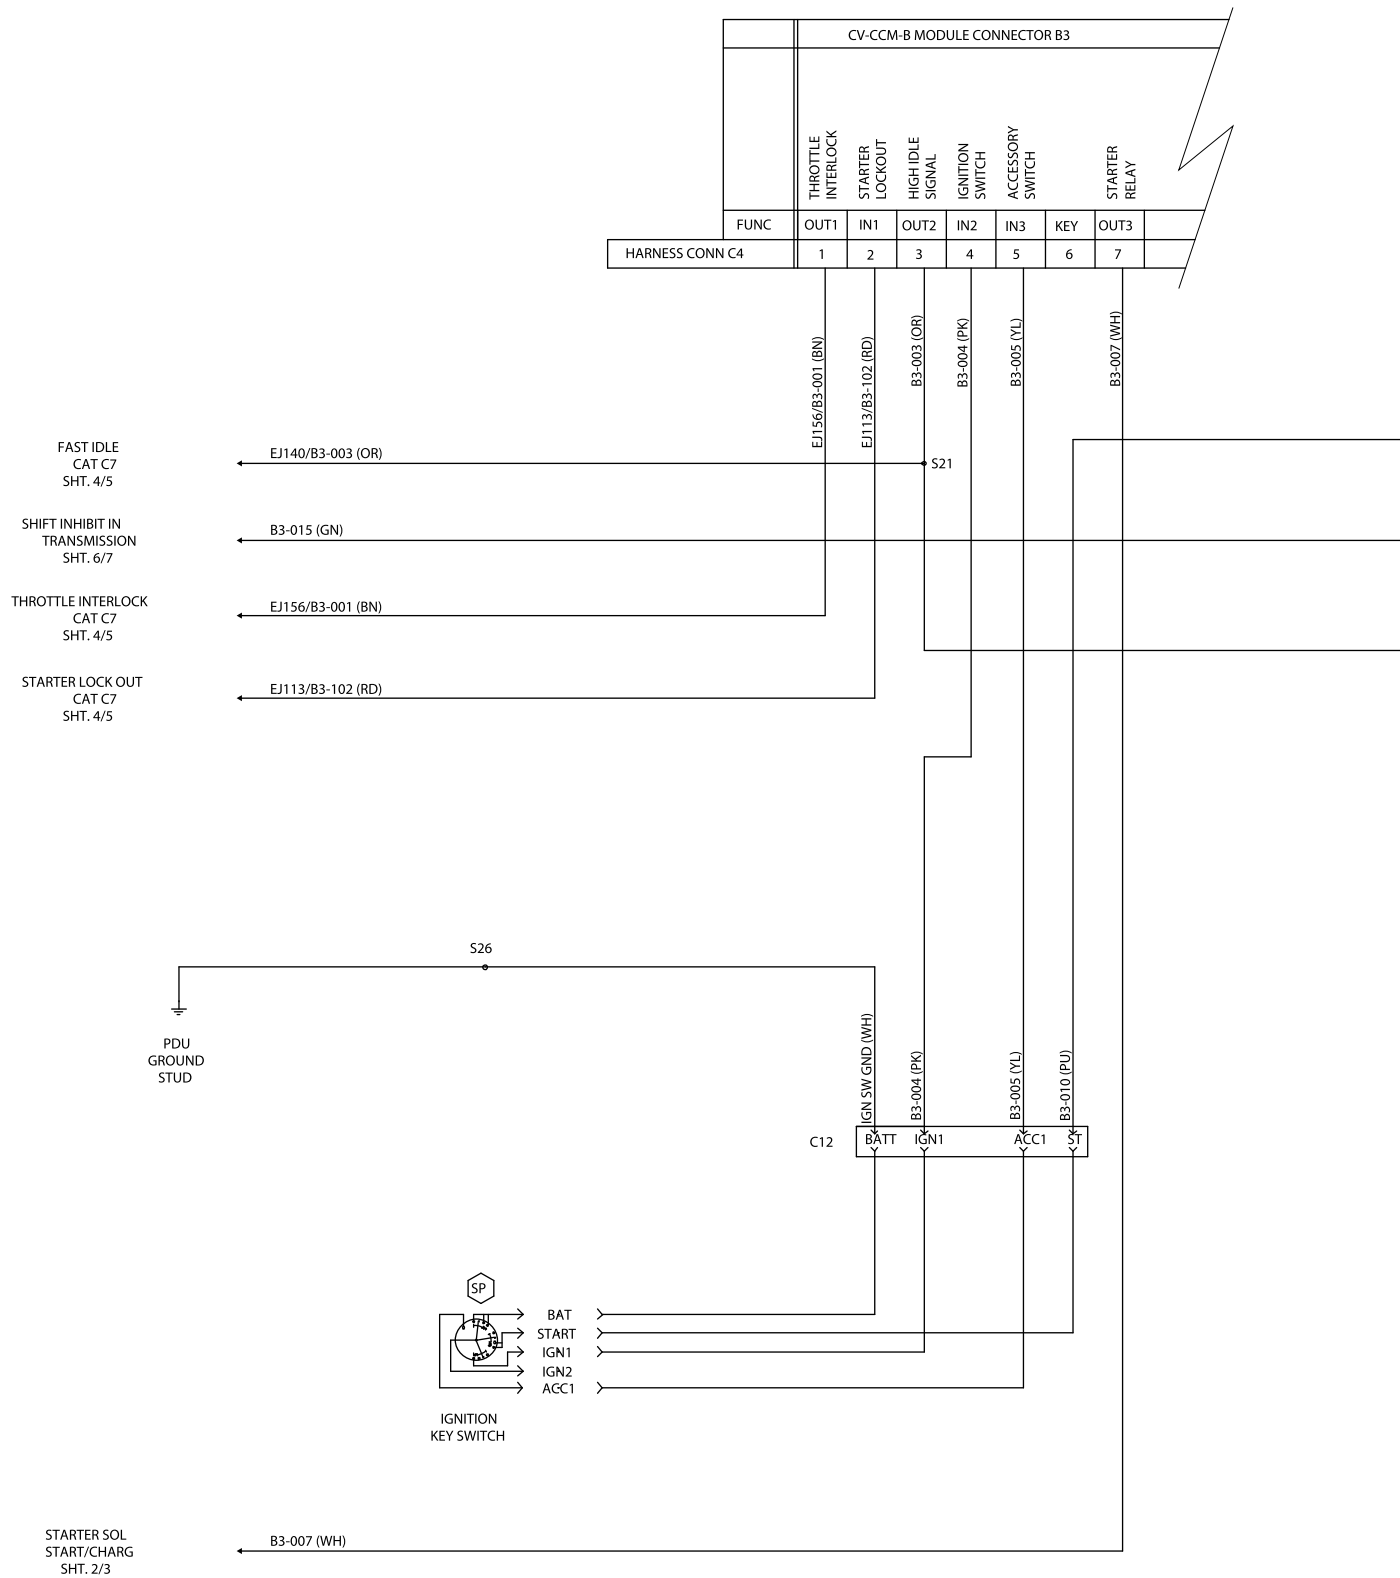 CV-CCM-B MODULE CONNECTOR B3
THROTTLE
INTERLOCK
STARTER
LOCKOUT
HIGH IDLE
SIGNAL
IGNITION
SWITCH
ACCESSORY
SWITCH
STARTER
RELAY
FUNC OUT1 IN1 OUT2 IN2 IN3 KEY OUT3
HARNESS CONN C4 1 2 3 4 5 6 7
EJ156/B3-001 (BN)
EJ113/B3-102 (RD)
B3-003 (OR)
B3-004 (PK)
B3-005 (YL)
B3-007 (WH)
FAST IDLE
CAT C7
SHT. 4/5
EJ140/B3-003 (OR)
S21
SHIFT INHIBIT IN
TRANSMISSION
SHT. 6/7
B3-015 (GN)
THROTTLE INTERLOCK
CAT C7
SHT. 4/5
EJ156/B3-001 (BN)
STARTER LOCK OUT
CAT C7
SHT. 4/5
EJ113/B3-102 (RD)
S26
PDU
GROUND
STUD
IGN SW GND (WH)
B3-004 (PK)
B3-005 (YL)
B3-010 (PU)
C12 BATT IGN1 ACC1 ST
SP
BAT
START
IGN1
IGN2
ACC1
IGNITION
KEY SWITCH
STARTER SOL
START/CHARG
SHT. 2/3
B3-007 (WH)